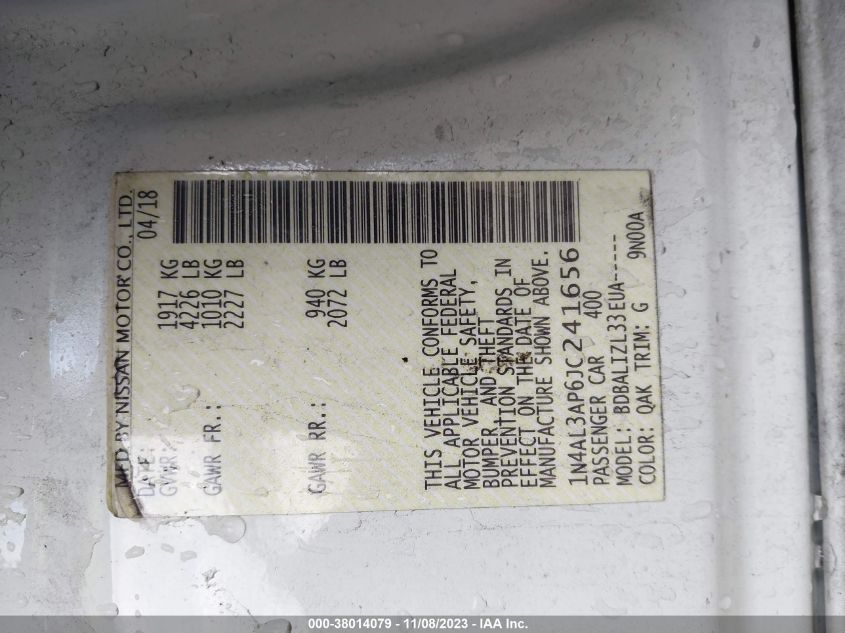 MFD BY NISSAN MOTOR CO., LTD.
DATE: 04/18
GVWR: 1917 KG
4226 LB
GAWR FR.: 1010 KG
2227 LB
GAWR RR.: 940 KG
2072 LB
THIS VEHICLE CONFORMS TO
ALL APPLICABLE FEDERAL
MOTOR VEHICLE SAFETY,
BUMPER AND THEFT
PREVENTION STANDARDS IN
EFFECT ON THE DATE OF
MANUFACTURE SHOWN ABOVE.
1N4AL3AP6JC241656
PASSENGER CAR 400
MODEL: BDBALIZL33EUA-----
COLOR: QAK TRIM: G 9N00A
000-38014079 - 11/08/2023 - IAA Inc.